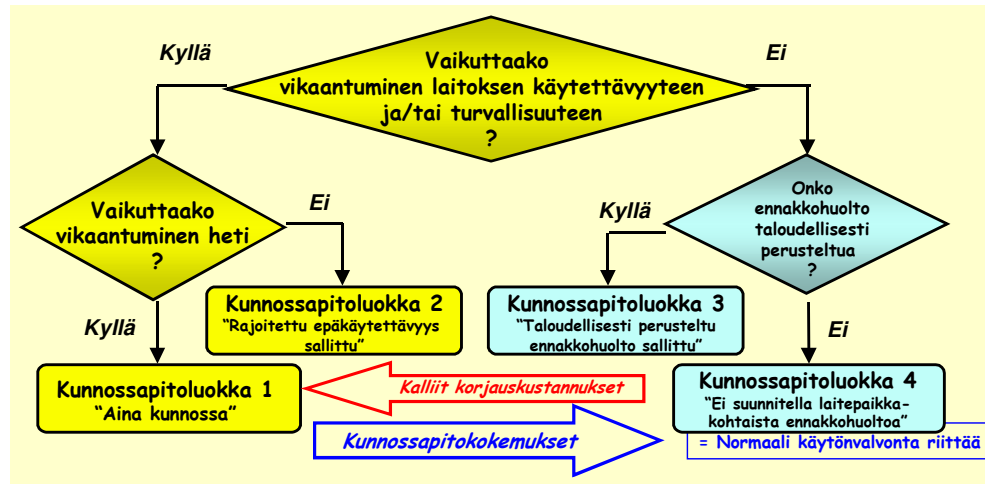 Kyllä
Vaikuttaako
vikaantuminen laitoksen käytettävyyteen
ja/tai turvallisuuteen
?
Ei
Vaikuttaako
vikaantuminen heti
?
Ei
Kyllä
Onko
ennakkohuolto
taloudellisesti
perusteltua
?
Kunnossapitoluokka 2
“Rajoitettu epäkäytettävyys
sallittu”
Kunnossapitoluokka 3
“Taloudellisesti perusteltu
ennakkohuolto sallittu”
Kyllä
Ei
Kunnossapitoluokka 1
“Aina kunnossa”
Kalliit korjauskustannukset
Kunnossapitoluokka 4
“Ei suunnitella laitepaikka-
kohtaista ennakkohuoltoa”
Kunnossapitokokemukset
= Normaali käytönvalvonta riittää